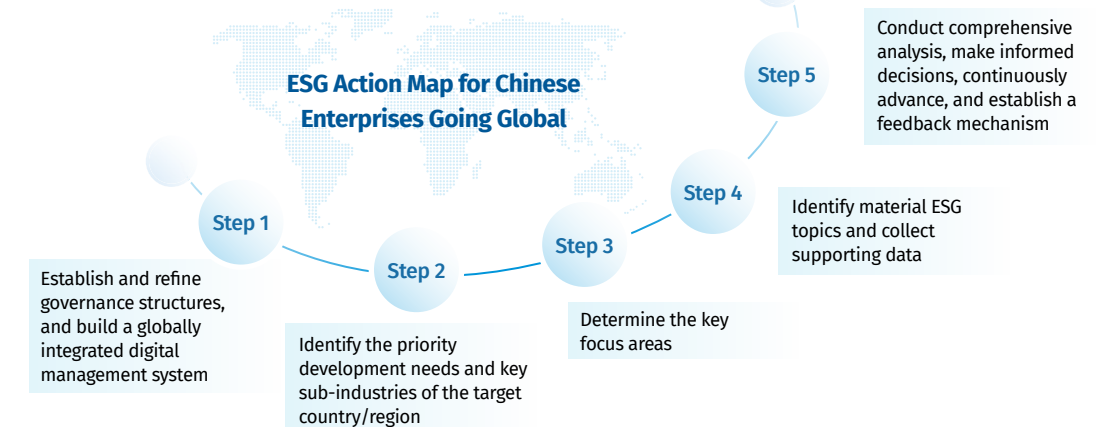 ESG Action Map for Chinese
Enterprises Going Global
Step 1
Establish and refine
governance structures,
and build a globally
integrated digital
management system
Step 2
Identify the priority
development needs and key
sub-industries of the target
country/region
Step 3
Determine the key
focus areas
Step 4
Identify material ESG
topics and collect
supporting data
Step 5
Conduct comprehensive
analysis, make informed
decisions, continuously
advance, and establish a
feedback mechanism